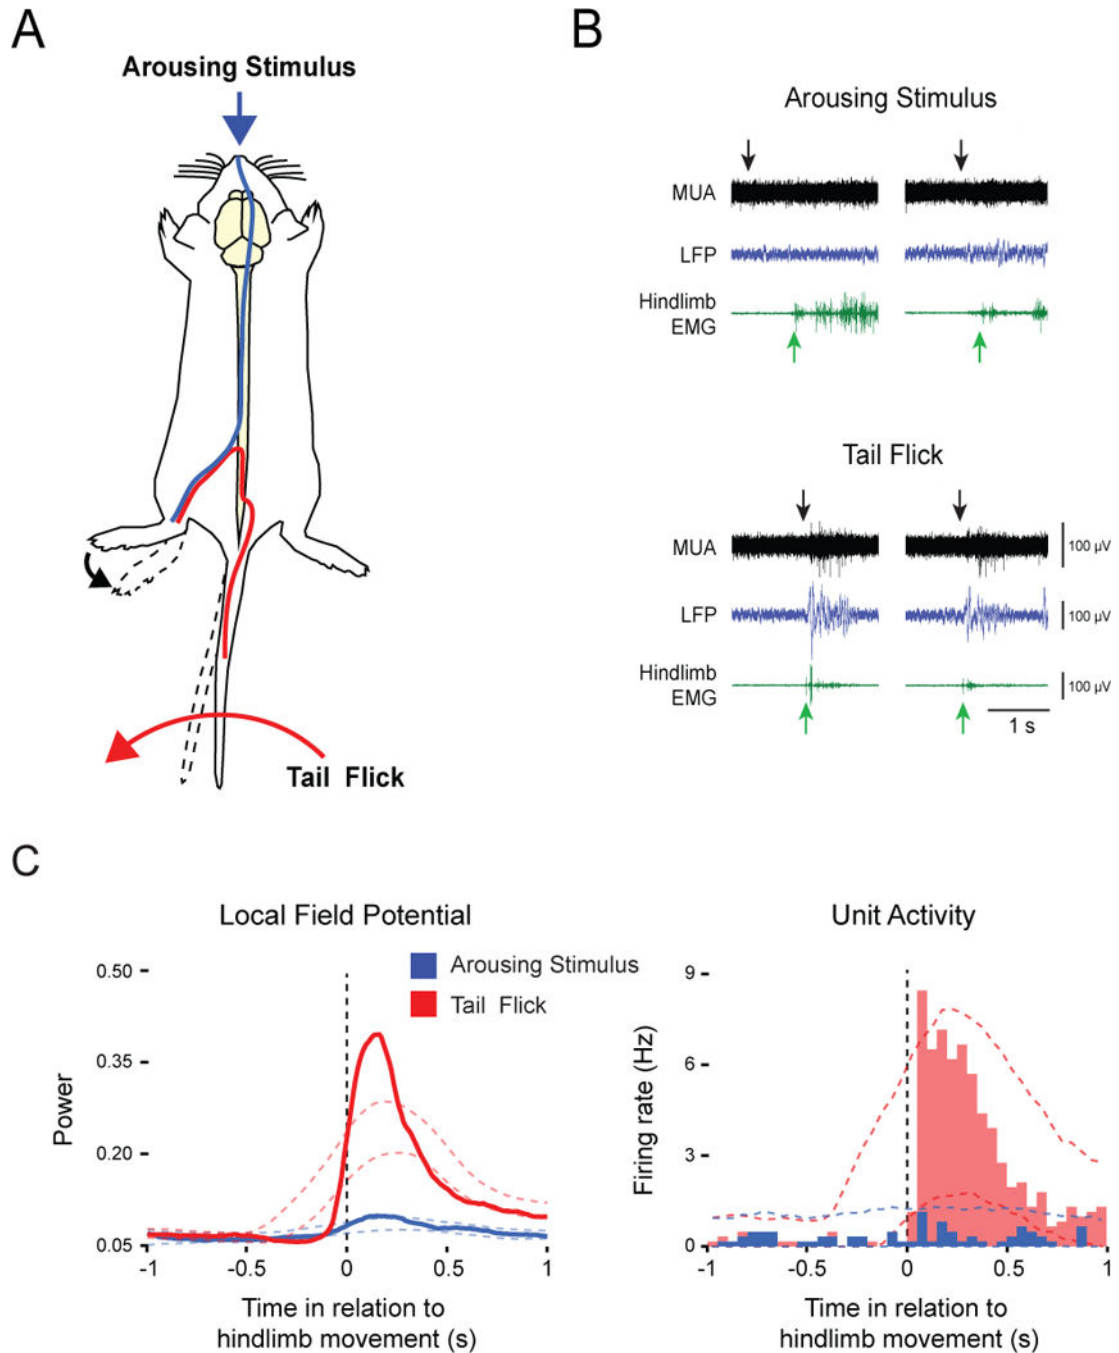 A
Arousing Stimulus
Tail Flick
B
Arousing Stimulus
MUA
LFP
Hindlimb
EMG
Tail Flick
MUA
100 µV
LFP
100 µV
Hindlimb
EMG
100 µV
1 s
C
Local Field Potential
Arousing Stimulus
Tail Flick
0.50
0.35
0.20
0.05
Power
-1
-0.5
0
0.5
1
Time in relation to
hindlimb movement (s)
Unit Activity
9
6
3
0
Firing rate (Hz)
-1
-0.5
0
0.5
1
Time in relation to
hindlimb movement (s)